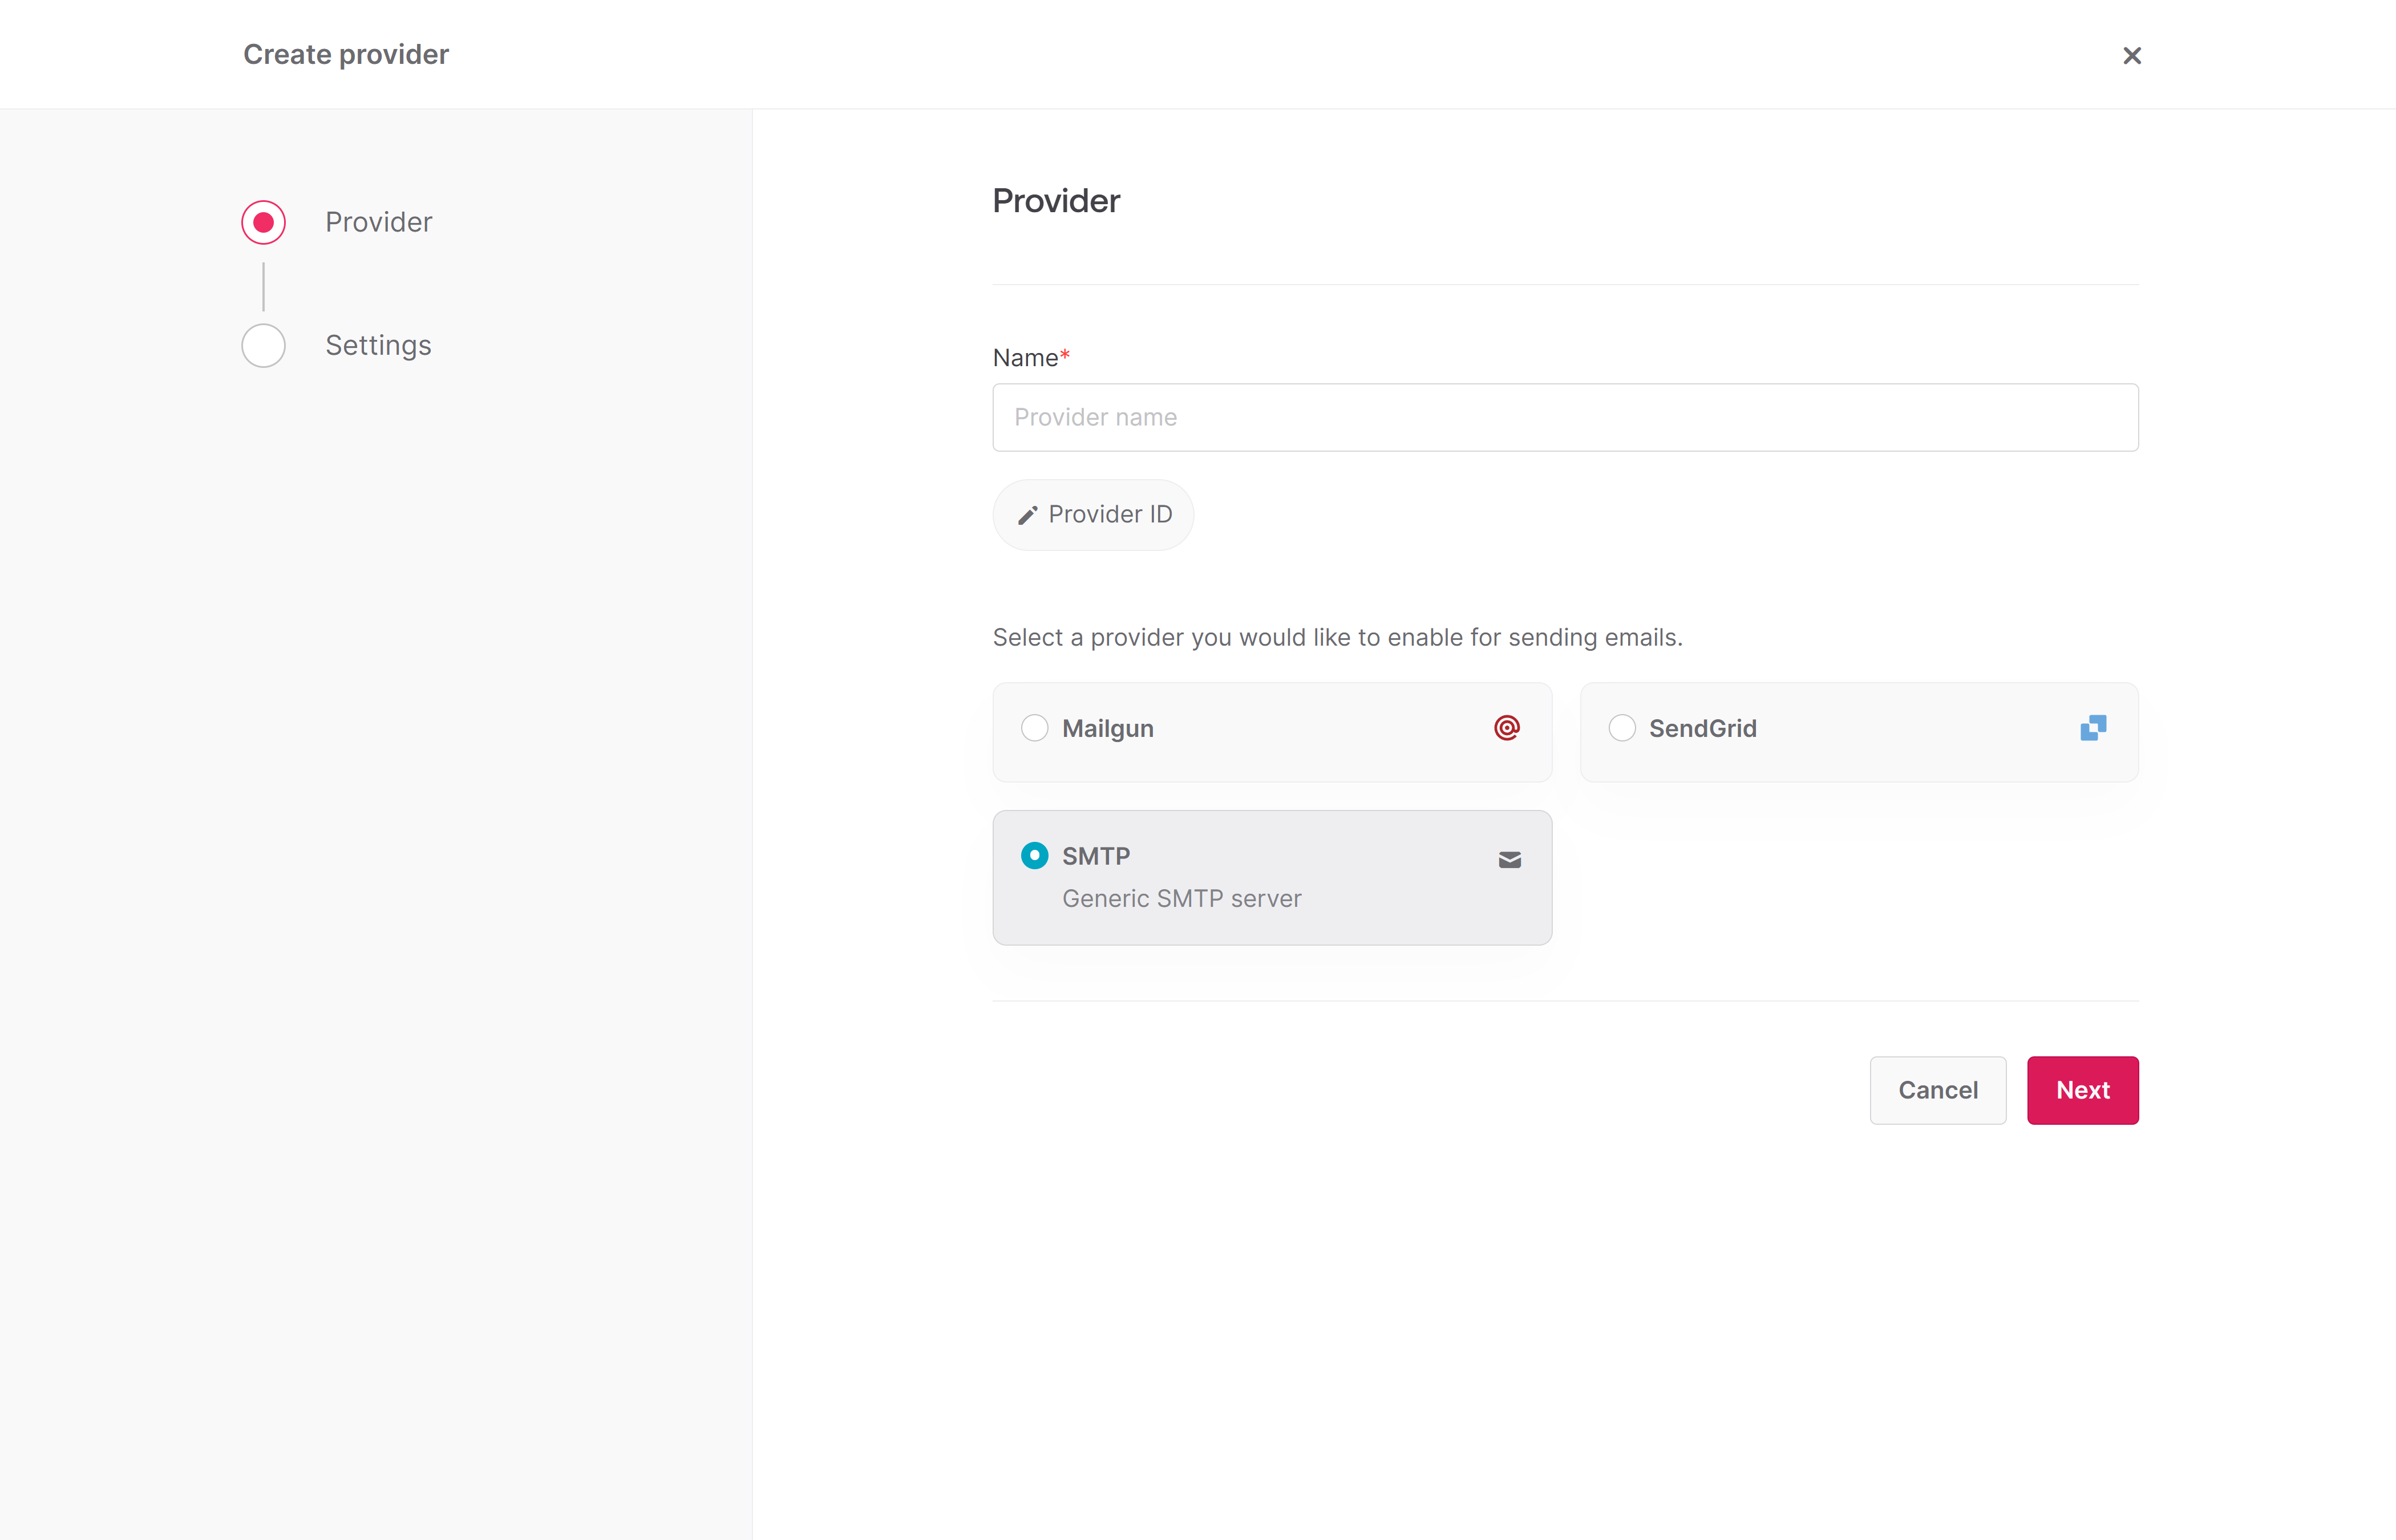 Create provider
Provider
Settings
Provider
Name*
Provider name
Provider ID
Select a provider you would like to enable for sending emails.
Mailgun
SendGrid
SMTP
Generic SMTP server
Cancel
Next